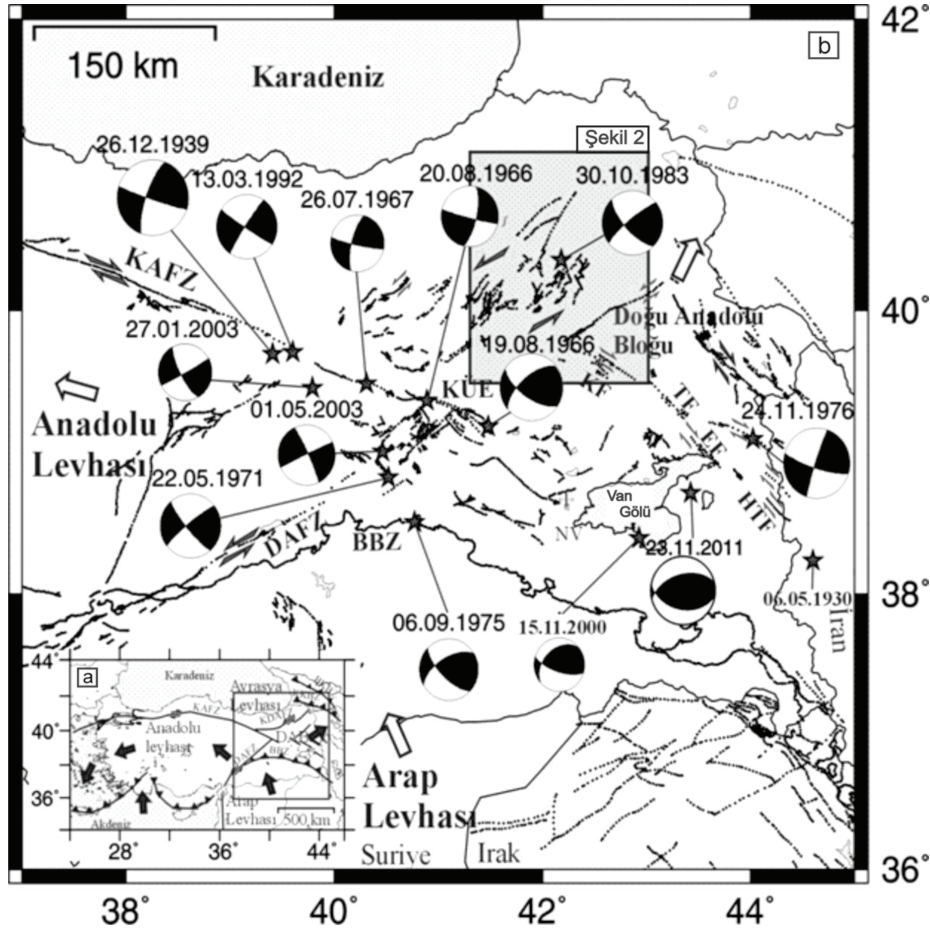 42°
150 km
b
Karadeniz
26.12.1939
Şekil 2
13.03.1992
20.08.1966
30.10.1983
26.07.1967
KAFZ
40°
27.01.2003
Doğu Anadolu
Bloğu
19.08.1966
KUE
KF
TF
Anadolu
Levhası
01.05.2003
24.11.1976
EF
22.05.1971
Van
Gölü
HTF
DAFZ
BBZ
NV
23.11.2011
38°
06.05.1930
06.09.1975
15.11.2000
İran
44°
a
Karadeniz
Avrasya
Levhası
KAFZ
40°
Anadolu
levhası
BBZ
Arap
Levhası
36°
Arap
Levhası
500 km
Akdeniz
28°
36°
44°
Suriye
Irak
36°
38°
40°
42°
44°